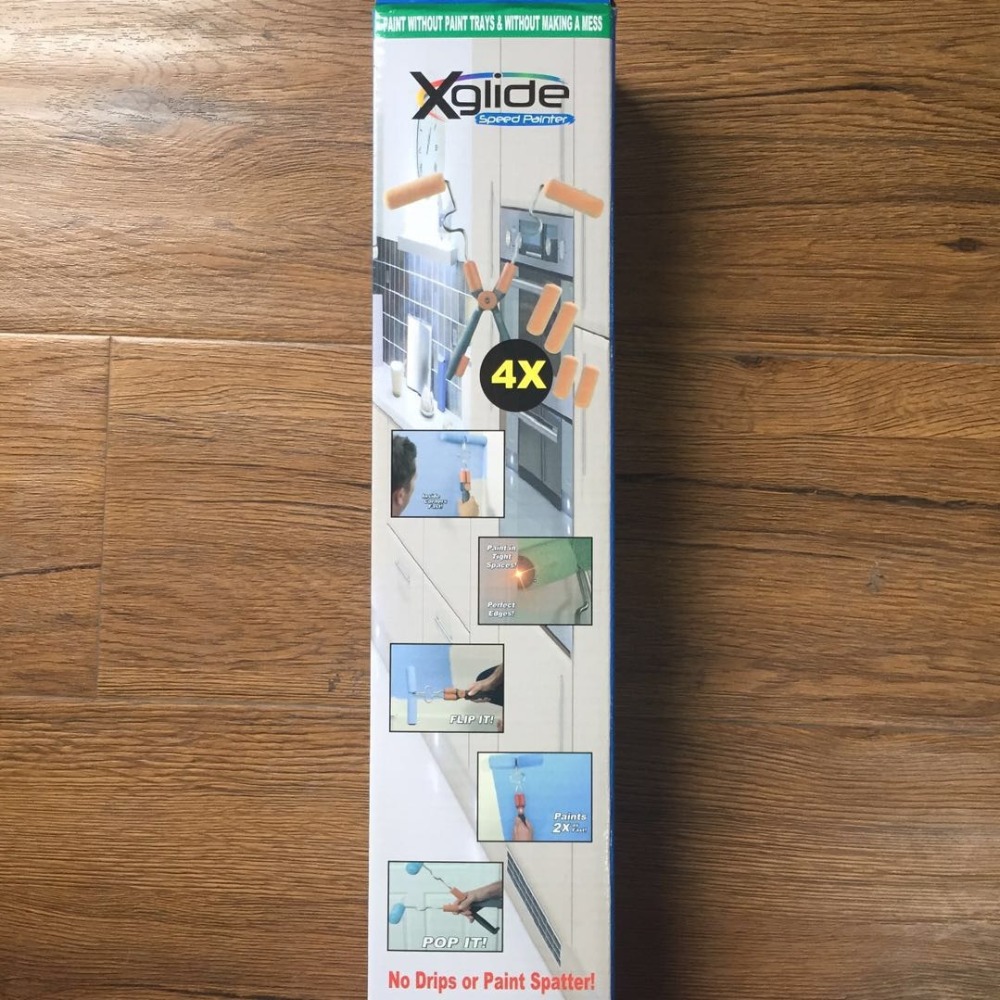 PAINT WITHOUT PAINT TRAYS & WITHOUT MAKING A MESS
Xglide
Speed Painter
4X
Paint in
Tight
Spaces!
Perfect
Edges!
FLIP IT!
Paints
2X
POP IT!
No Drips or Paint Spatter!